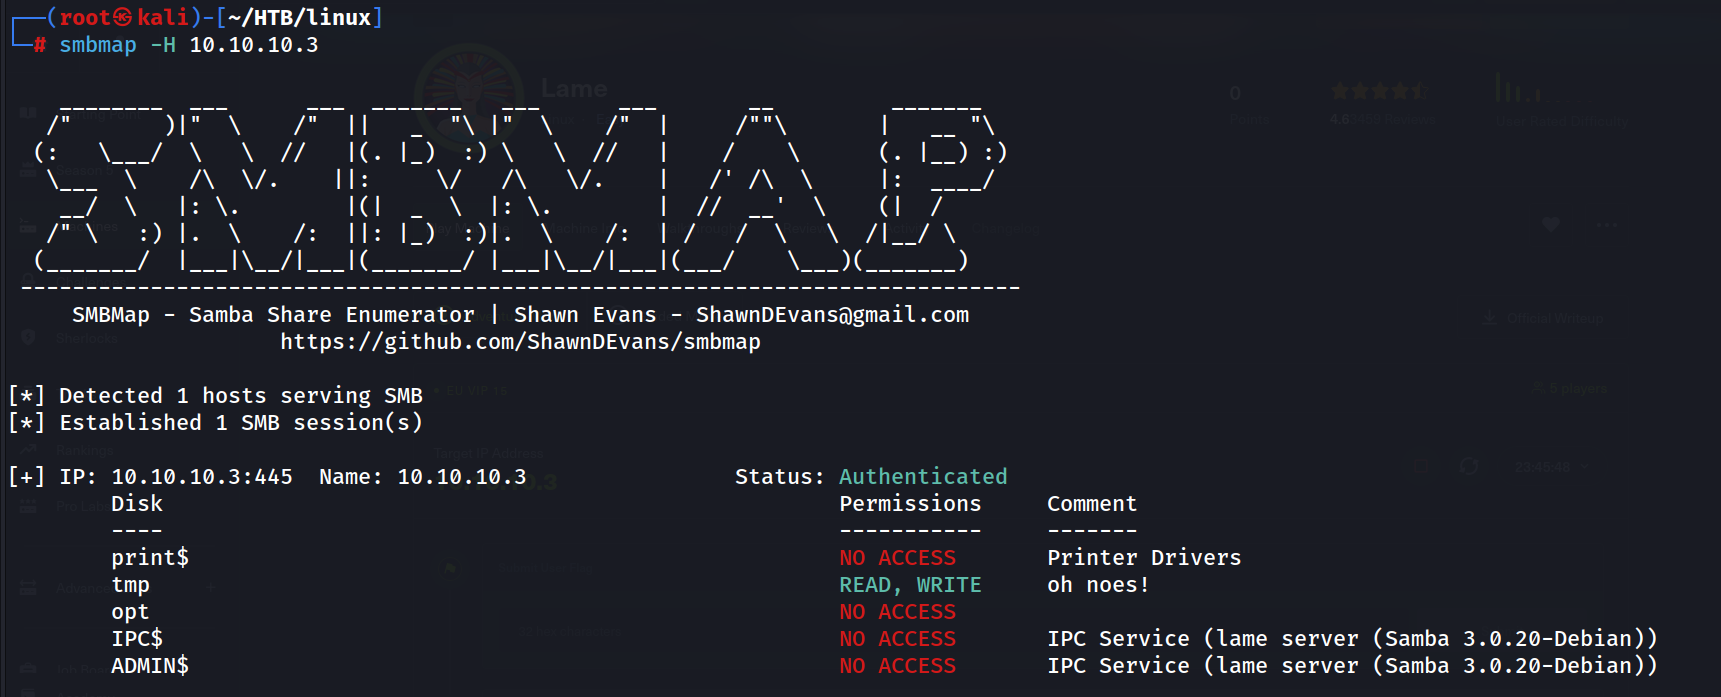 ┌──(root㉿kali)-[~/HTB/linux]
└─# smbmap -H 10.10.10.3
Lame
SMBMap - Samba Share Enumerator | Shawn Evans - ShawnDEvans@gmail.com
https://github.com/ShawnDEvans/smbmap
[*] Detected 1 hosts serving SMB
[*] Established 1 SMB session(s)
[+] IP: 10.10.10.3:445 Name: 10.10.10.3 Status: Authenticated
Disk Permissions Comment
---- ----------- -------
print$ NO ACCESS Printer Drivers
tmp READ, WRITE oh noes!
opt NO ACCESS
IPC$ NO ACCESS IPC Service (lame server (Samba 3.0.20-Debian))
ADMIN$ NO ACCESS IPC Service (lame server (Samba 3.0.20-Debian))